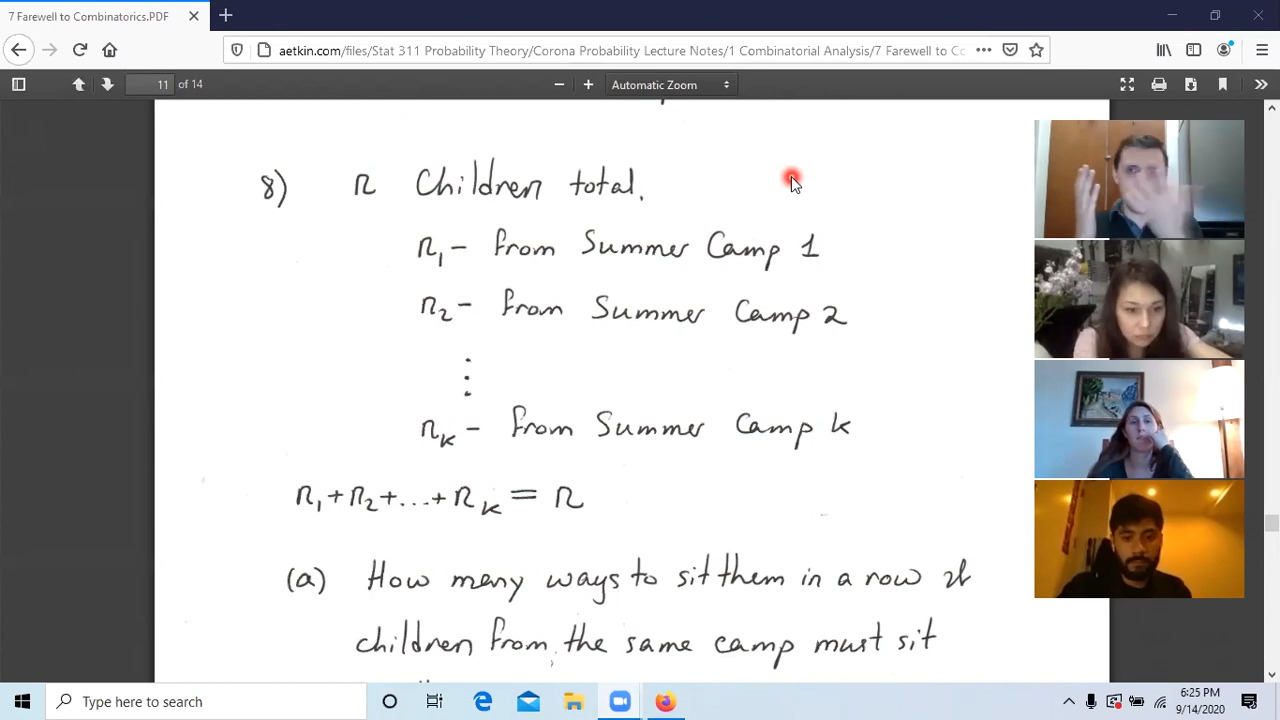 7 Farewell to Combinatorics.PDF
aetkin.com/files/Stat 311 Probability Theory/Corona Probability Lecture Notes/1 Combinatorial Analysis/7 Farewell to Co
11 of 14
Automatic Zoom
8) n Children total.
n₁ - from Summer Camp 1
n₂ - from Summer Camp 2
⋮
nₖ - from Summer Camp k
n₁+n₂+...+nₖ = n
(a) How many ways to sit them in a row if
children from the same camp must sit
Type here to search
6:25 PM
9/14/2020